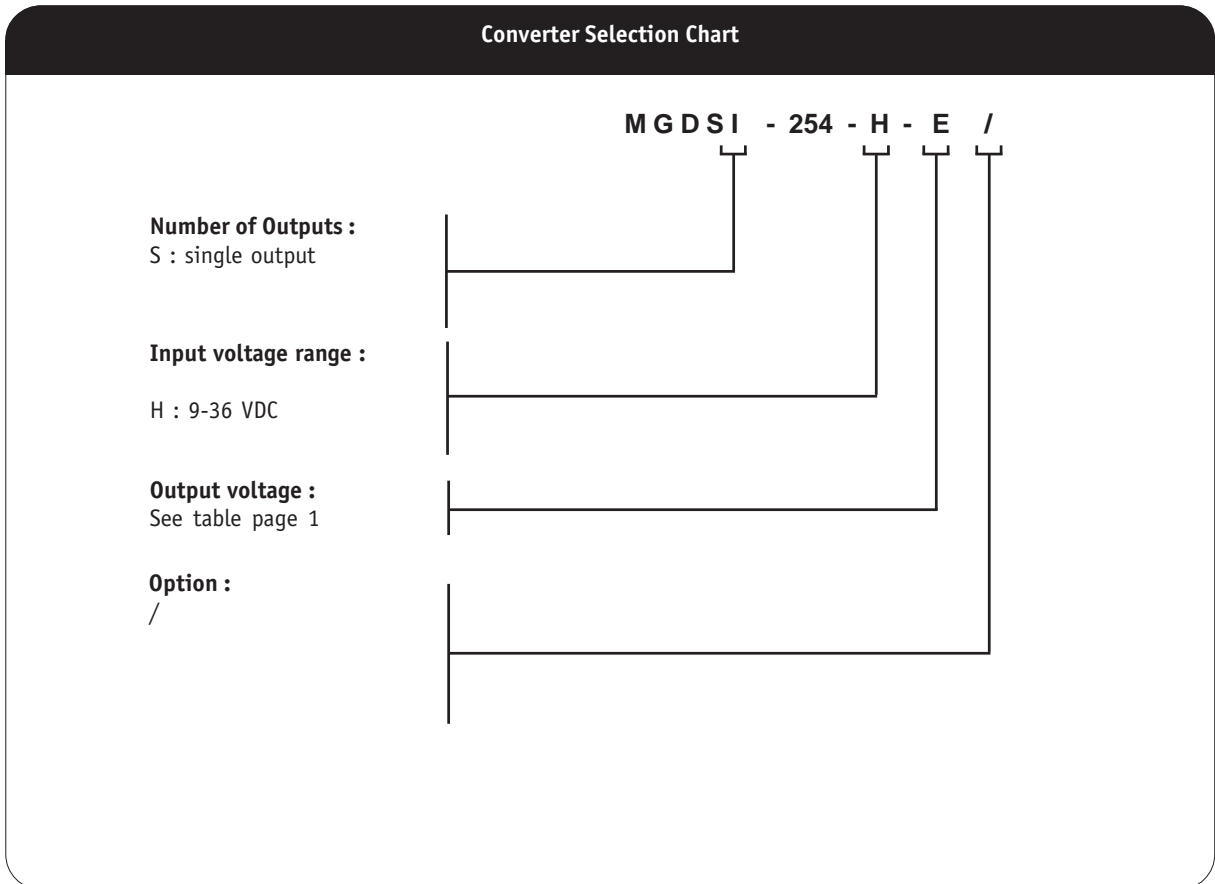 Converter Selection Chart
M G D S I - 254 - H - E /
Number of Outputs :
S : single output
Input voltage range :
H : 9-36 VDC
Output voltage :
See table page 1
Option :
/